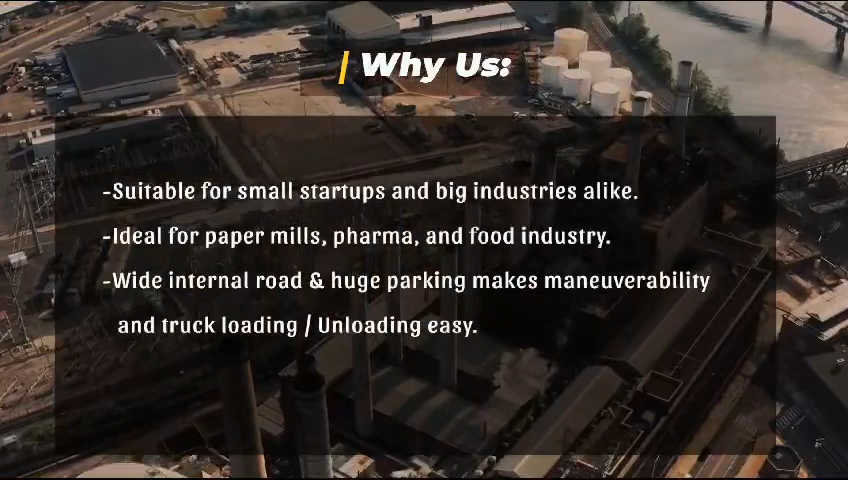 Why Us:
-Suitable for small startups and big industries alike.
-Ideal for paper mills, pharma, and food industry.
-Wide internal road & huge parking makes maneuverability
and truck loading / Unloading easy.